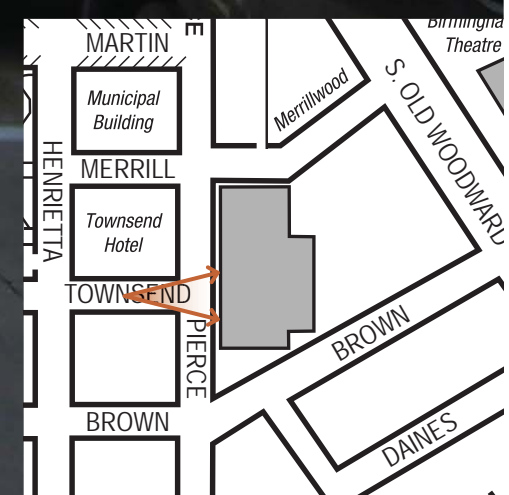 MARTIN
Theatre
Municipal
Building
Merrillwood
S. OLD WOODWARD
HENRIETTA
MERRILL
Townsend
Hotel
TOWNSEND
PIERCE
BROWN
BROWN
DAINES